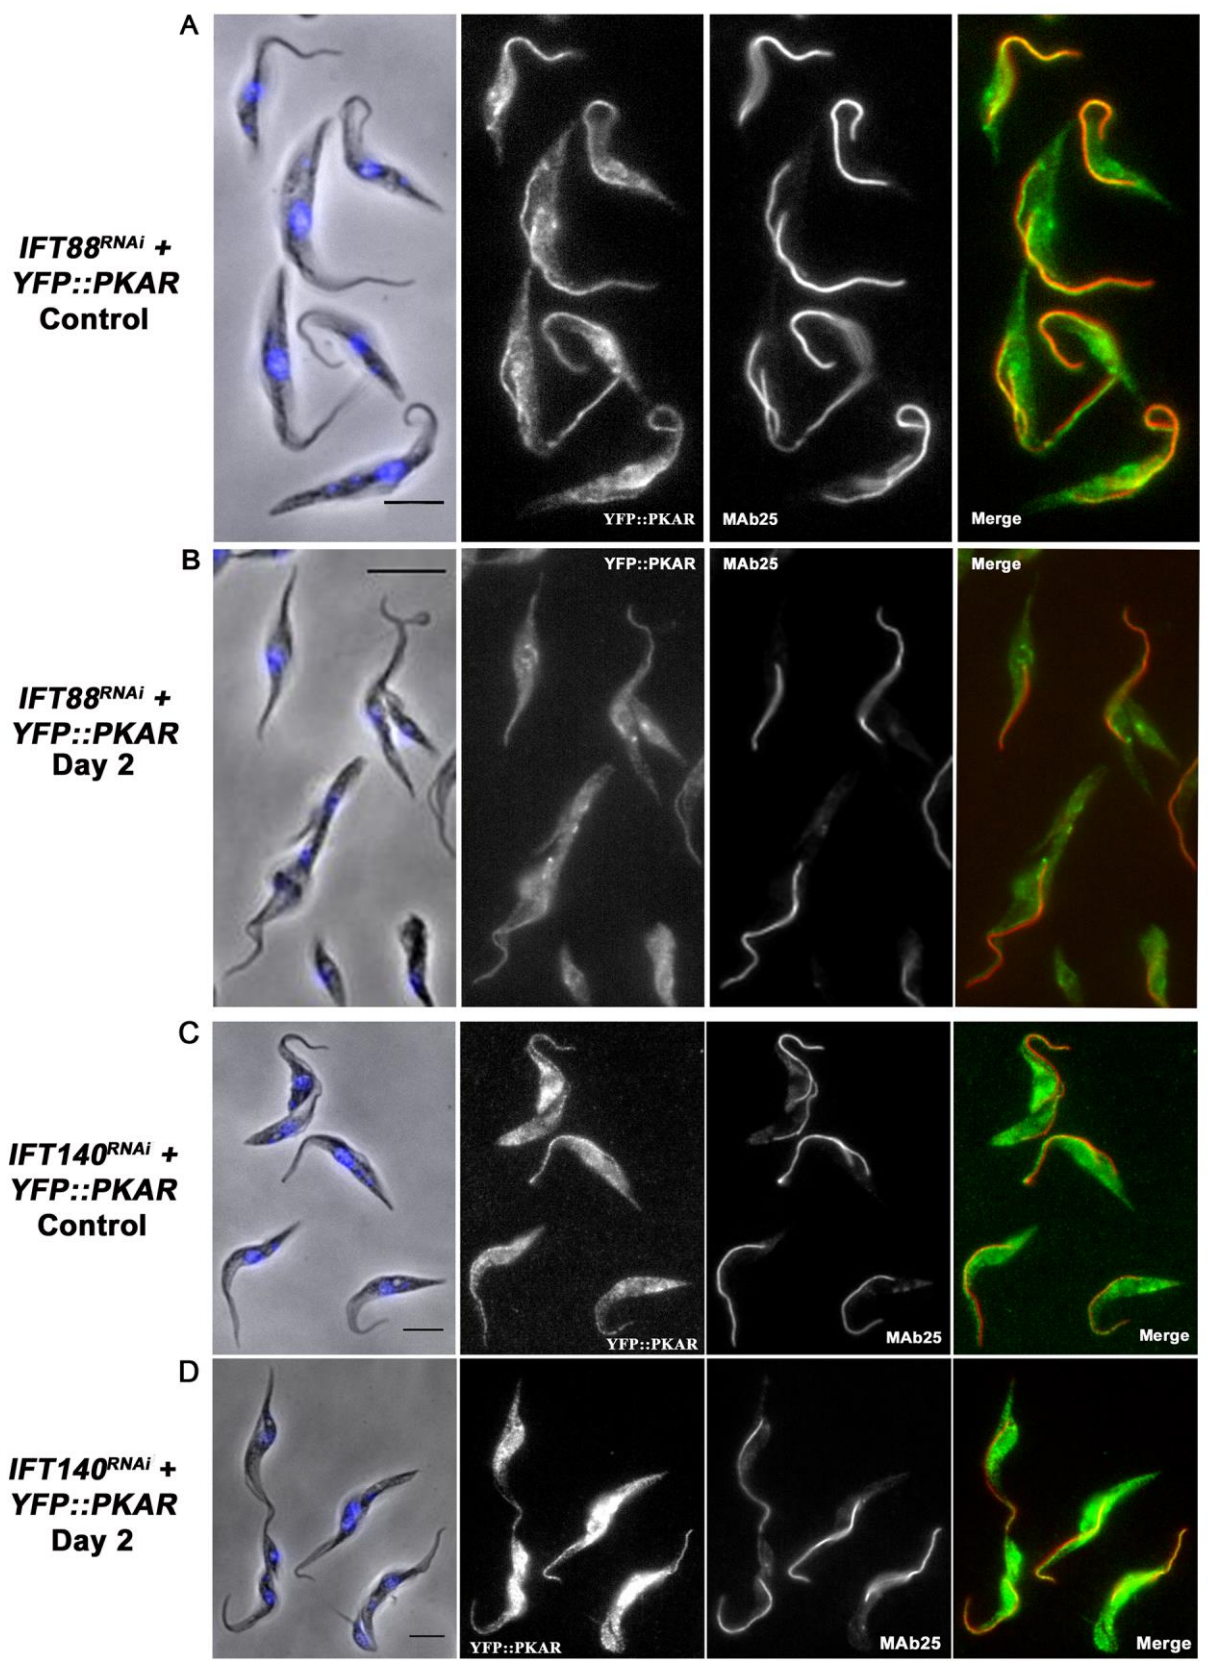 A
IFT88RNAi +
YFP::PKAR
Control
YFP::PKAR
MAb25
Merge
B
IFT88RNAi +
YFP::PKAR
Day 2
YFP::PKAR
MAb25
Merge
C
IFT140RNAi +
YFP::PKAR
Control
YFP::PKAR
MAb25
Merge
D
IFT140RNAi +
YFP::PKAR
Day 2
YFP::PKAR
MAb25
Merge